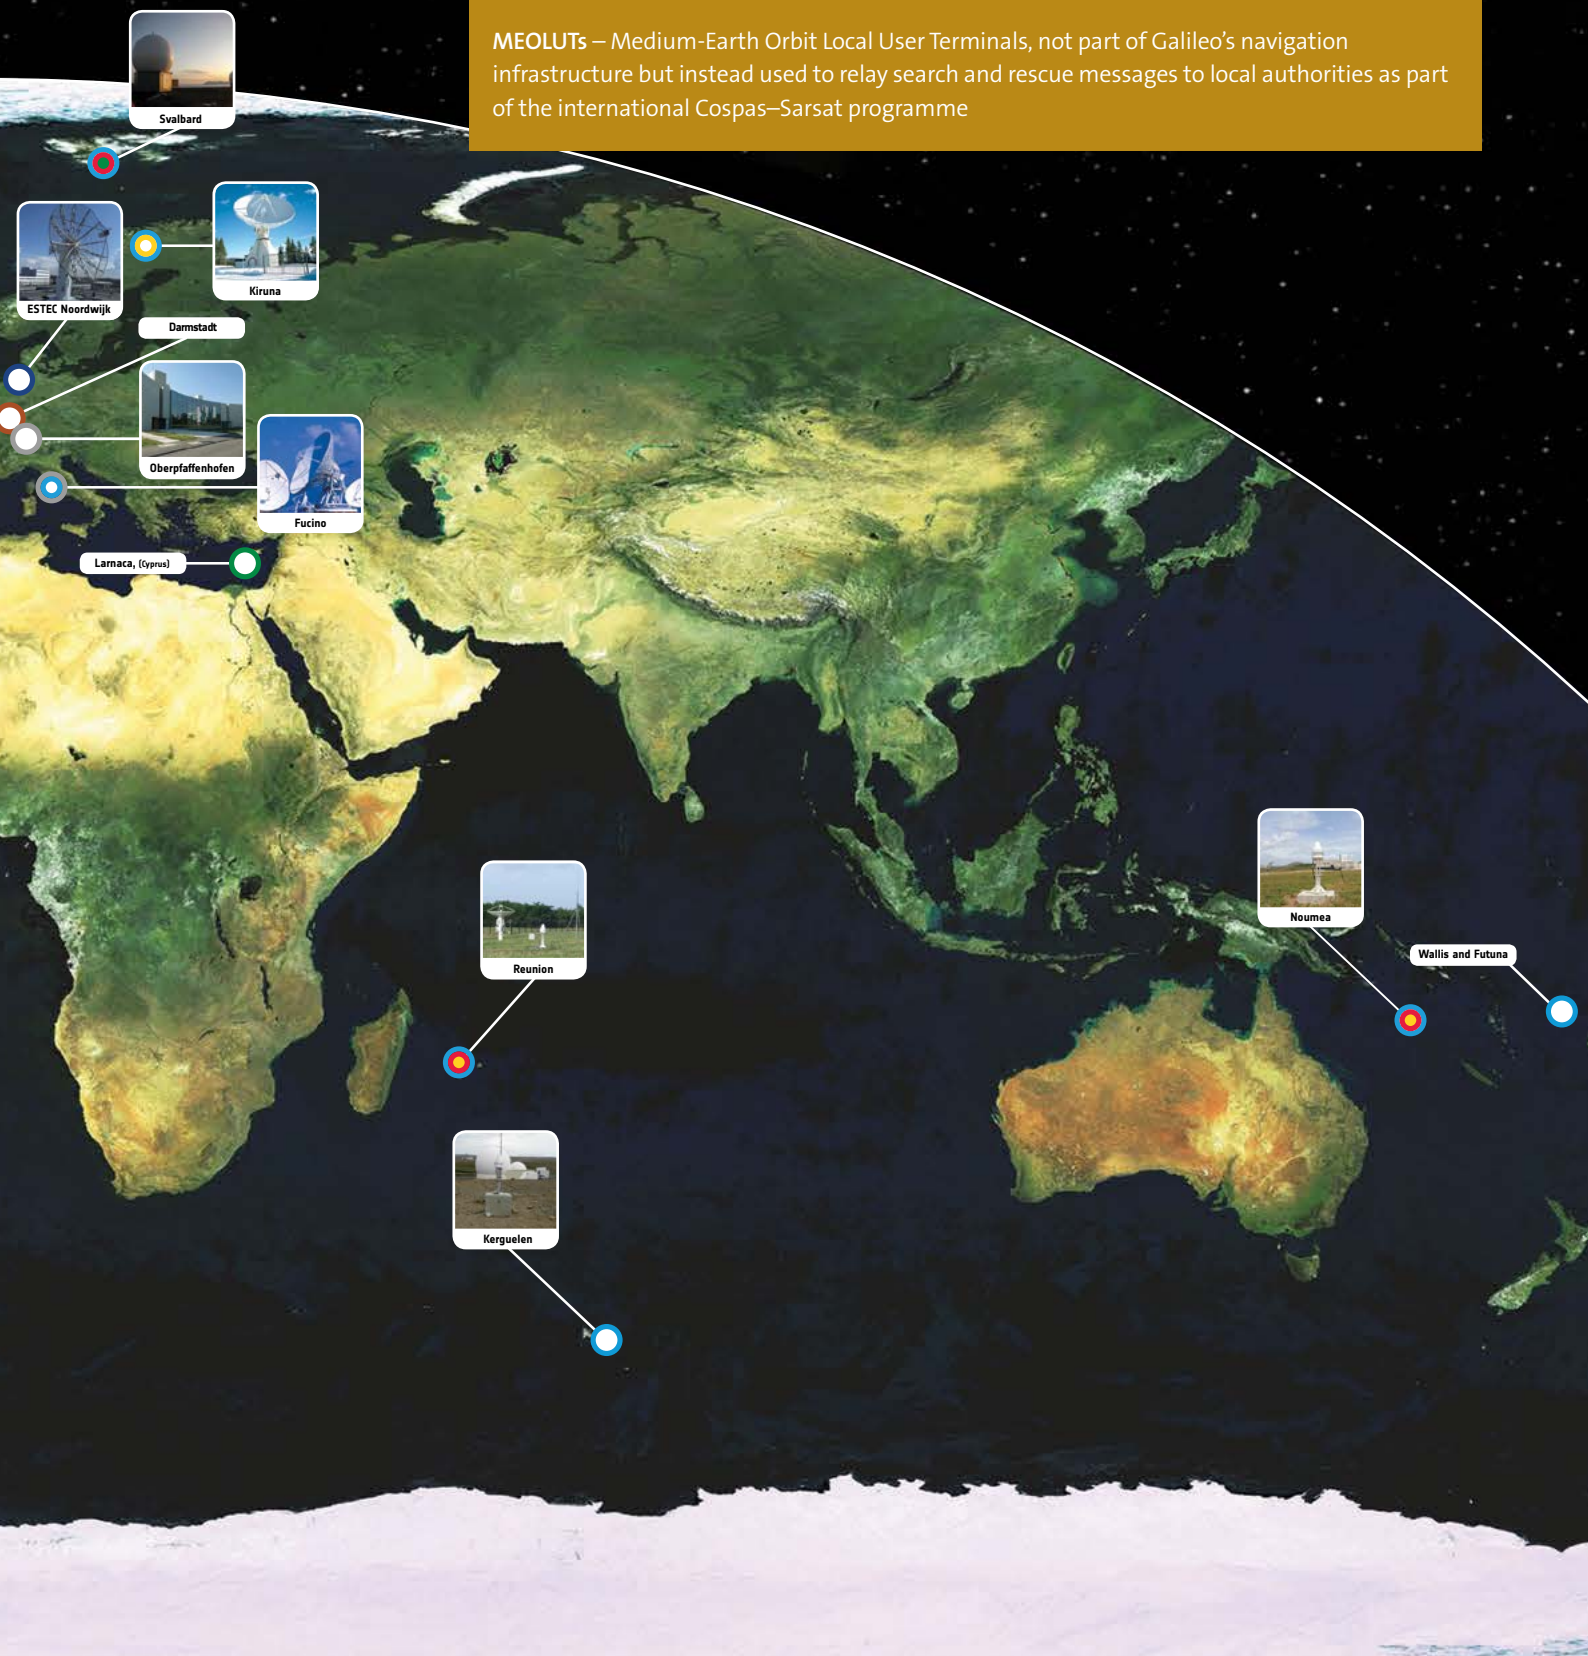 MEOLUTs – Medium-Earth Orbit Local User Terminals, not part of Galileo’s navigation
infrastructure but instead used to relay search and rescue messages to local authorities as part
of the international Cospas–Sarsat programme
Svalbard
Kiruna
ESTEC Noordwijk
Darmstadt
Oberpfaffenhofen
Fucino
Larnaca, (Cyprus)
Noumea
Wallis and Futuna
Reunion
Kerguelen